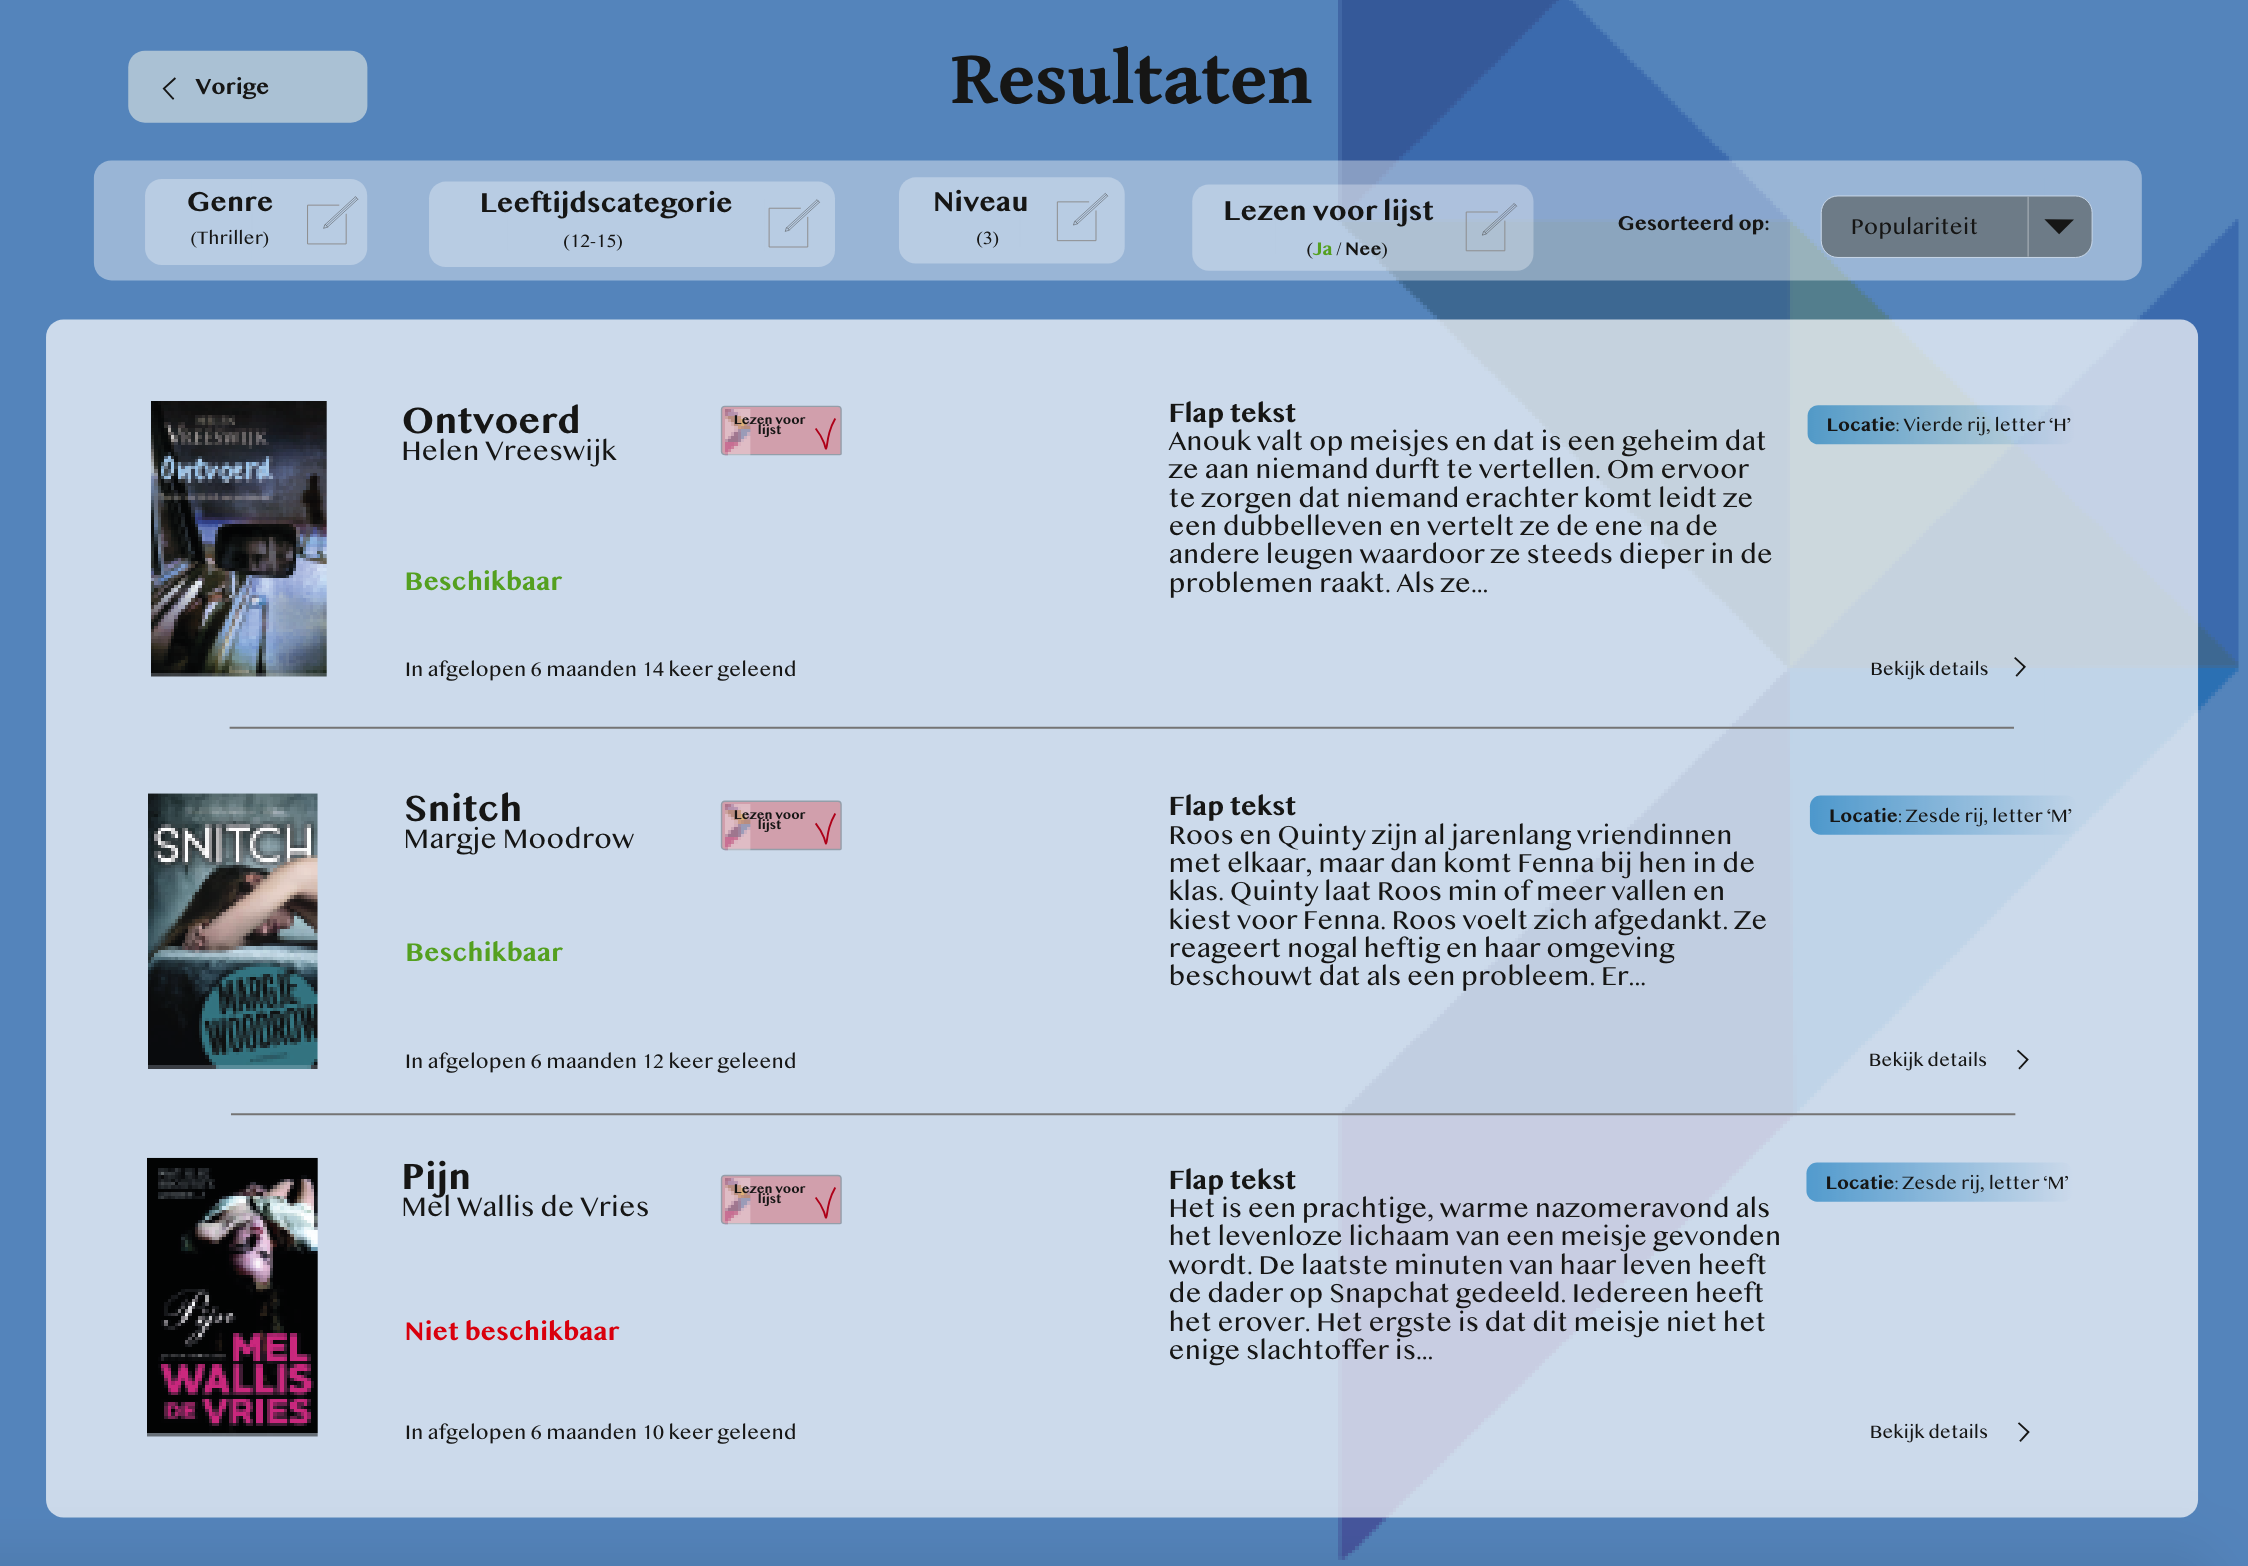 Vorige
Resultaten
Genre
(Thriller)
Leeftijdscategorie
(12-15)
Niveau
(3)
Lezen voor lijst
(Ja / Nee)
Gesorteerd op:
Populariteit
VREESWIJK
Ontvoerd
Ontvoerd
Helen Vreeswijk
Lezen voor
lijst
Beschikbaar
In afgelopen 6 maanden 14 keer geleend
Flap tekst
Anouk valt op meisjes en dat is een geheim dat
ze aan niemand durft te vertellen. Om ervoor
te zorgen dat niemand erachter komt leidt ze
een dubbelleven en vertelt ze de ene na de
andere leugen waardoor ze steeds dieper in de
problemen raakt. Als ze...
Locatie: Vierde rij, letter ‘H’
Bekijk details
SNITCH
MARGJE
WOODROW
Snitch
Margje Moodrow
Lezen voor
lijst
Beschikbaar
In afgelopen 6 maanden 12 keer geleend
Flap tekst
Roos en Quinty zijn al jarenlang vriendinnen
met elkaar, maar dan komt Fenna bij hen in de
klas. Quinty laat Roos min of meer vallen en
kiest voor Fenna. Roos voelt zich afgedankt. Ze
reageert nogal heftig en haar omgeving
beschouwt dat als een probleem. Er...
Locatie: Zesde rij, letter ‘M’
Bekijk details
Pijn
MEL
WALLIS
DE VRIES
Pijn
Mel Wallis de Vries
Lezen voor
lijst
Niet beschikbaar
In afgelopen 6 maanden 10 keer geleend
Flap tekst
Het is een prachtige, warme nazomeravond als
het levenloze lichaam van een meisje gevonden
wordt. De laatste minuten van haar leven heeft
de dader op Snapchat gedeeld. Iedereen heeft
het erover. Het ergste is dat dit meisje niet het
enige slachtoffer is...
Locatie: Zesde rij, letter ‘M’
Bekijk details